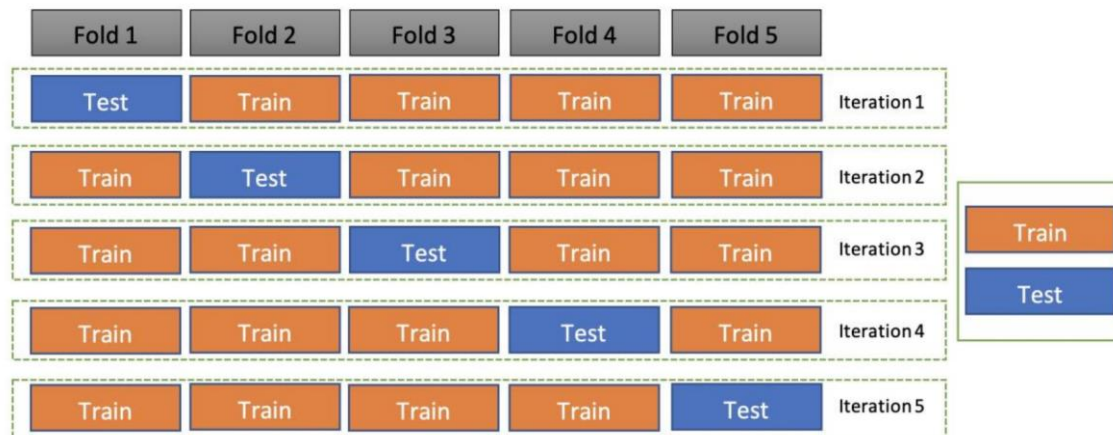 Fold 1 Fold 2 Fold 3 Fold 4 Fold 5
Test Train Train Train Train Iteration 1
Train Test Train Train Train Iteration 2
Train Train Test Train Train Iteration 3
Train Train Train Test Train Iteration 4
Train Train Train Train Test Iteration 5
Train
Test